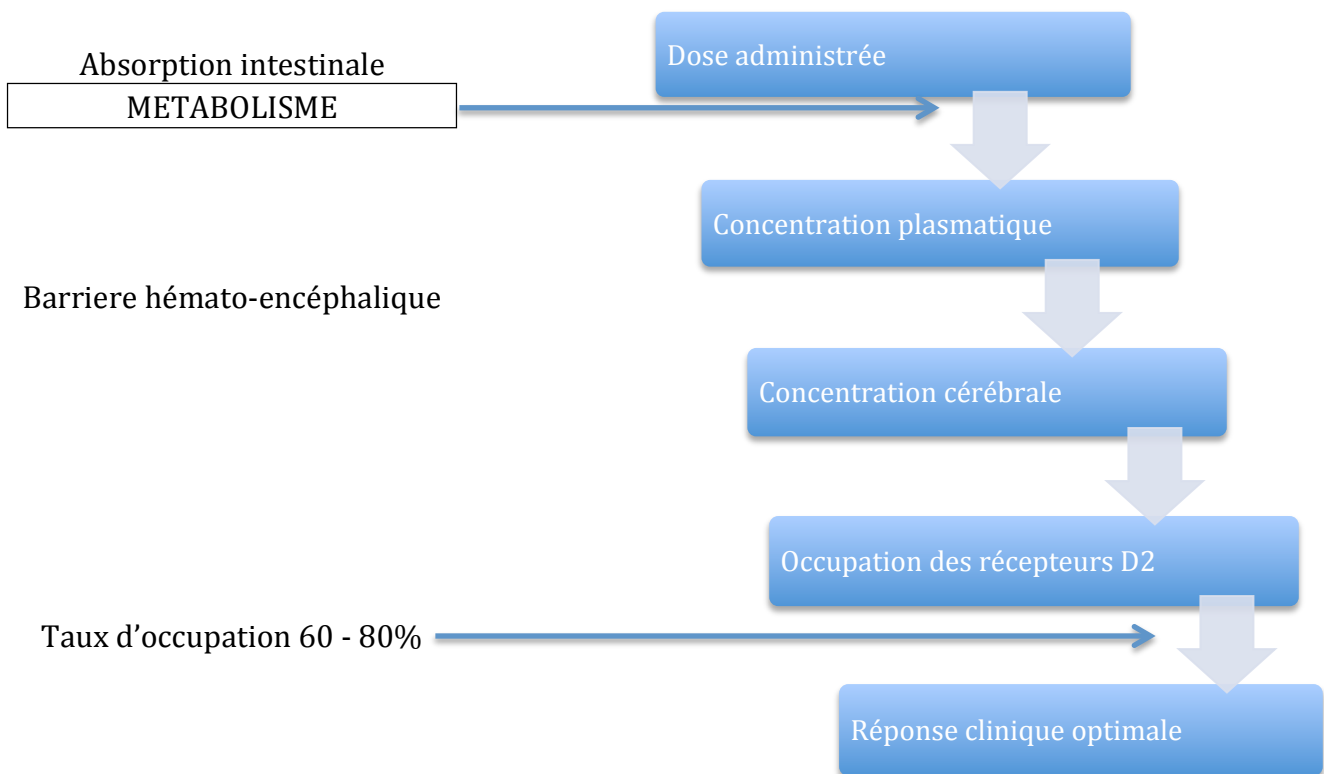 Dose administrée
Absorption intestinale
METABOLISME
Concentration plasmatique
Barriere hémato-encéphalique
Concentration cérébrale
Occupation des récepteurs D2
Taux d’occupation 60 - 80%
Réponse clinique optimale